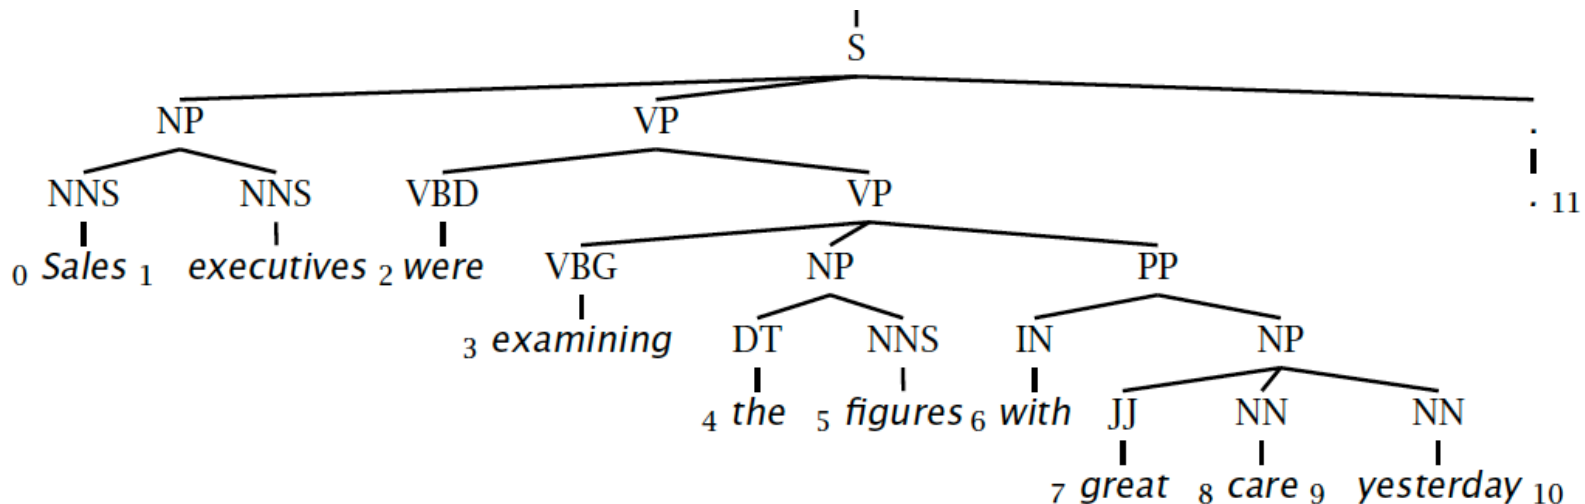 S
NP VP .
NNS NNS VBD VP . 11
0 Sales 1 executives 2 were VBG NP PP
3 examining DT NNS IN NP
4 the 5 figures 6 with JJ NN NN
7 great 8 care 9 yesterday 10